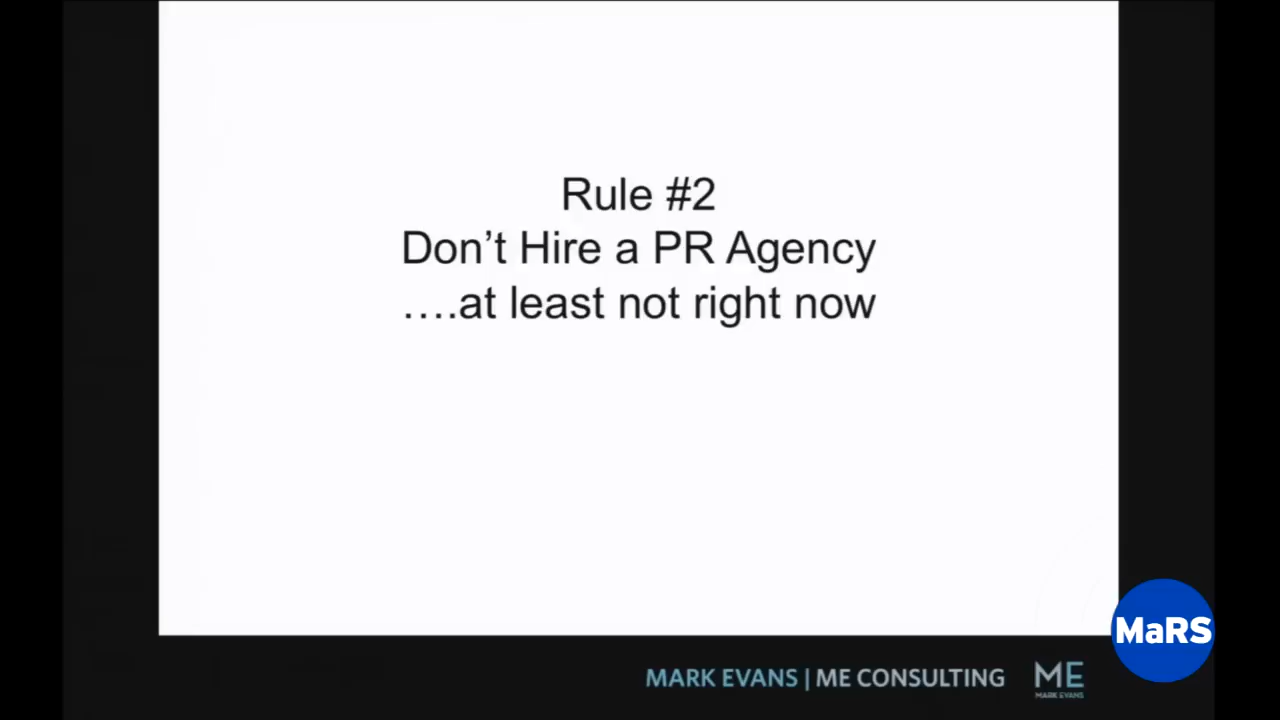 Rule #2
Don’t Hire a PR Agency
….at least not right now
MaRS
MARK EVANS | ME CONSULTING
ME
MARK EVANS